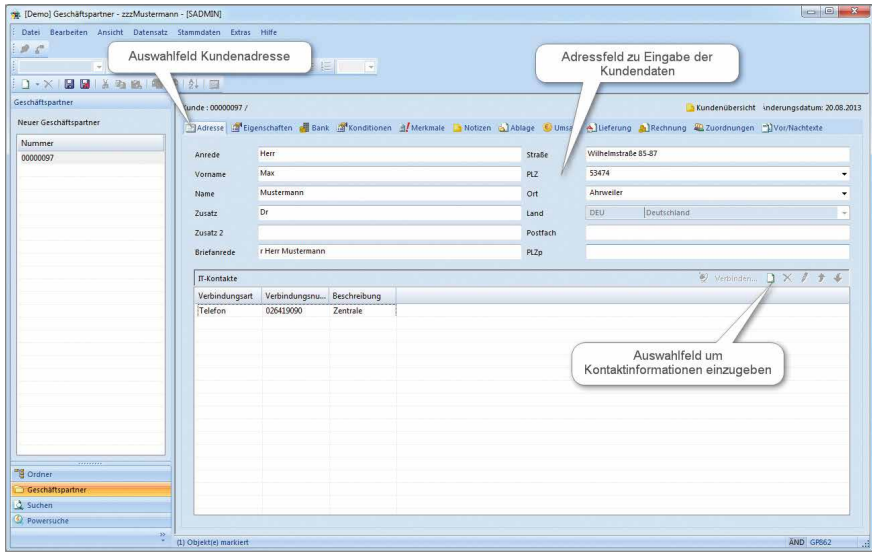 [Demo] Geschäftspartner - zzzMustermann - [SADMIN]
Datei Bearbeiten Ansicht Datensatz Stammdaten Extras Hilfe
Auswahlfeld Kundenadresse
Adressfeld zu Eingabe der
Kundendaten
Geschäftspartner
Neuer Geschäftspartner
Nummer
00000097
Kunde : 00000097 /
Kundenübersicht
nderungsdatum: 20.08.2013
Adresse Eigenschaften Bank Konditionen Merkmale Notizen Ablage Umsa Lieferung Rechnung Zuordnungen Vor/Nachtexte
Anrede Herr Straße Wilhelmstraße 85-87
Vorname Max PLZ 53474
Name Mustermann Ort Ahrweiler
Zusatz Dr Land DEU Deutschland
Zusatz 2 Postfach
Briefanrede r Herr Mustermann PLZp
IT-Kontakte Verbinden...
Verbindungsart Verbindungsnu... Beschreibung
Telefon 026419090 Zentrale
Auswahlfeld um
Kontaktinformationen einzugeben
Ordner
Geschäftspartner
Suchen
Powersuche
(1) Objekt(e) markiert
ÄND GP862